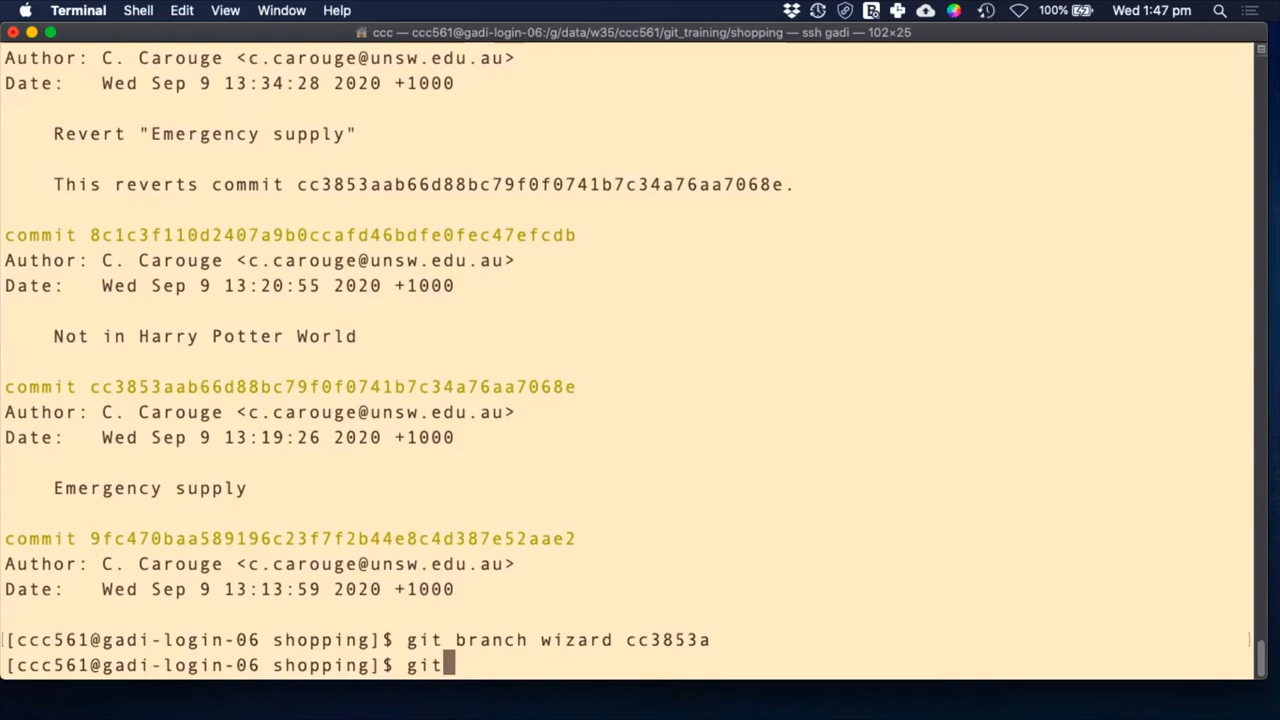 Terminal Shell Edit View Window Help 100% Wed 1:47 pm
ccc — ccc561@gadi-login-06:/g/data/w35/ccc561/git_training/shopping — ssh gadi — 102×25
Author: C. Carouge <c.carouge@unsw.edu.au>
Date:   Wed Sep 9 13:34:28 2020 +1000
Revert "Emergency supply"
This reverts commit cc3853aab66d88bc79f0f0741b7c34a76aa7068e.
commit 8c1c3f110d2407a9b0ccafd46bdfe0fec47efcdb
Author: C. Carouge <c.carouge@unsw.edu.au>
Date:   Wed Sep 9 13:20:55 2020 +1000
Not in Harry Potter World
commit cc3853aab66d88bc79f0f0741b7c34a76aa7068e
Author: C. Carouge <c.carouge@unsw.edu.au>
Date:   Wed Sep 9 13:19:26 2020 +1000
Emergency supply
commit 9fc470baa589196c23f7f2b44e8c4d387e52aae2
Author: C. Carouge <c.carouge@unsw.edu.au>
Date:   Wed Sep 9 13:13:59 2020 +1000
[ccc561@gadi-login-06 shopping]$ git branch wizard cc3853a
[ccc561@gadi-login-06 shopping]$ git